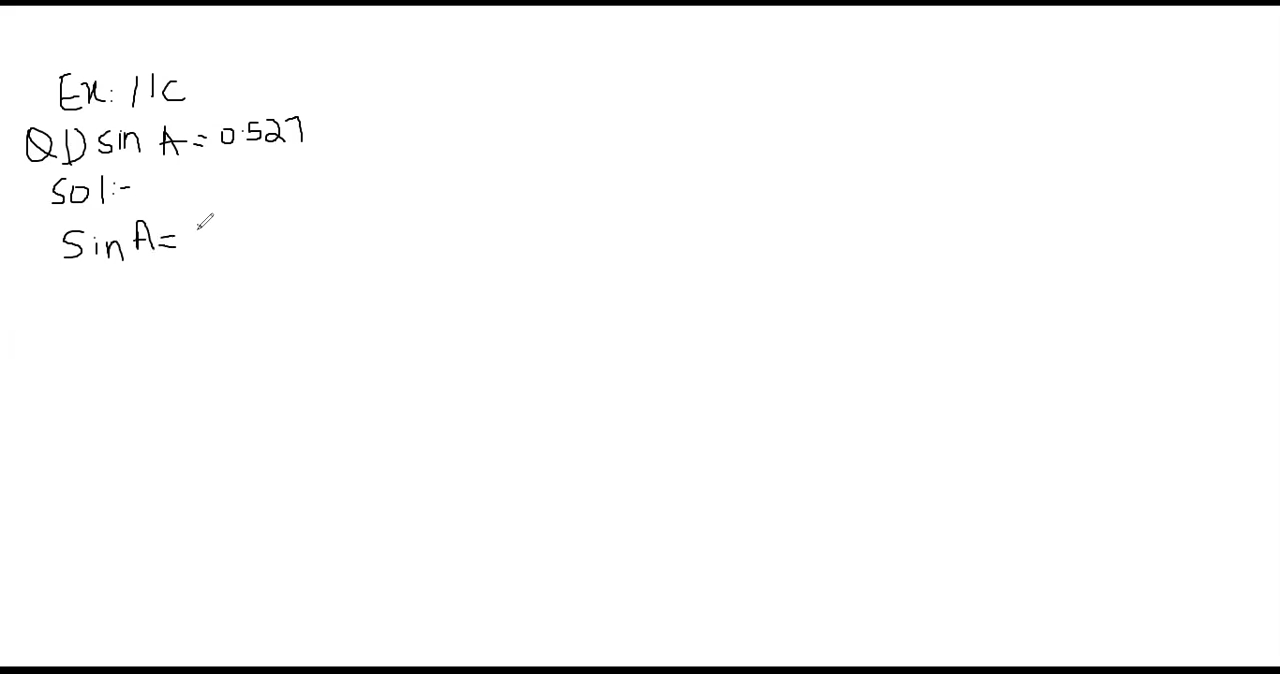 Ex: 11C
Q1) sin A = 0.527
Sol:-
Sin A =